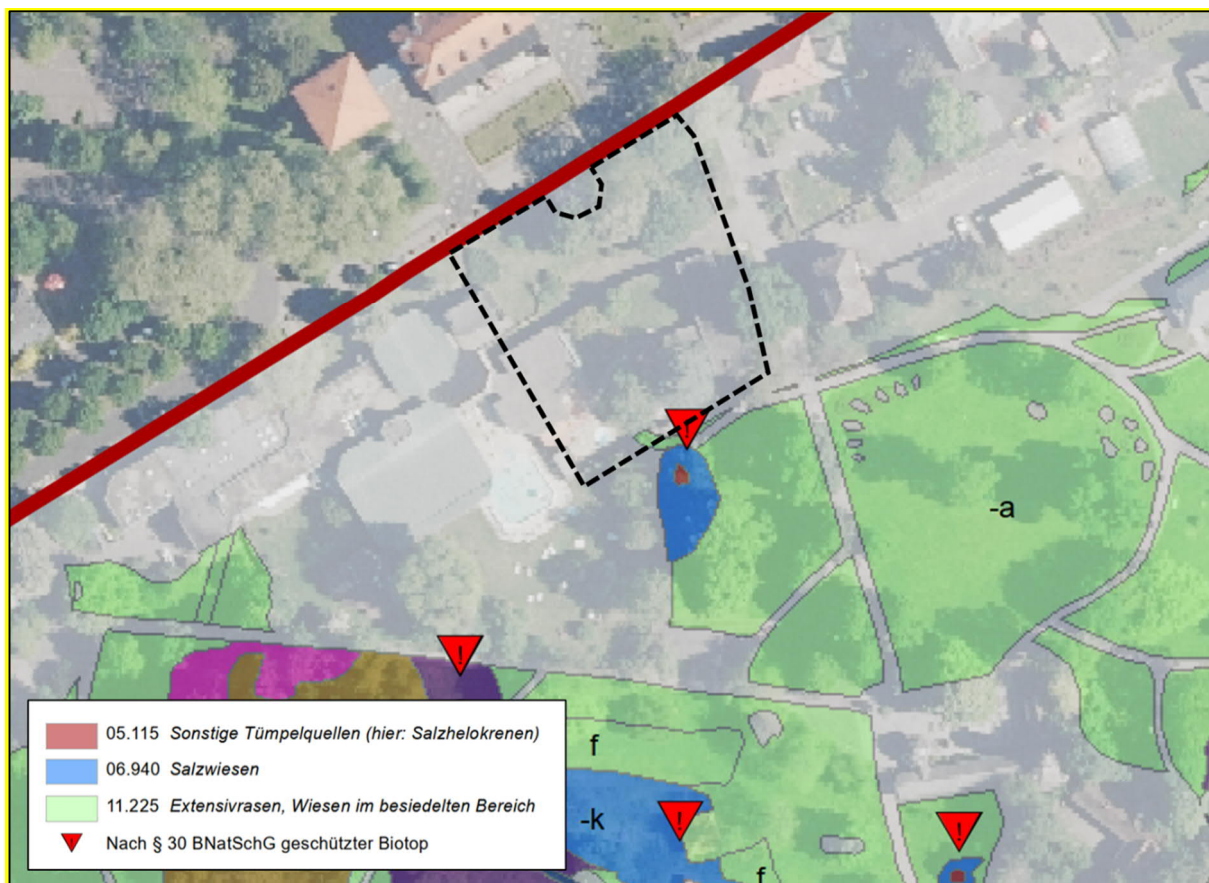 -a
f
-k
f
05.115 Sonstige Tümpelquellen (hier: Salzhelokrenen)
06.940 Salzwiesen
11.225 Extensivrasen, Wiesen im besiedelten Bereich
! Nach § 30 BNatSchG geschützter Biotop
!
!
!
!